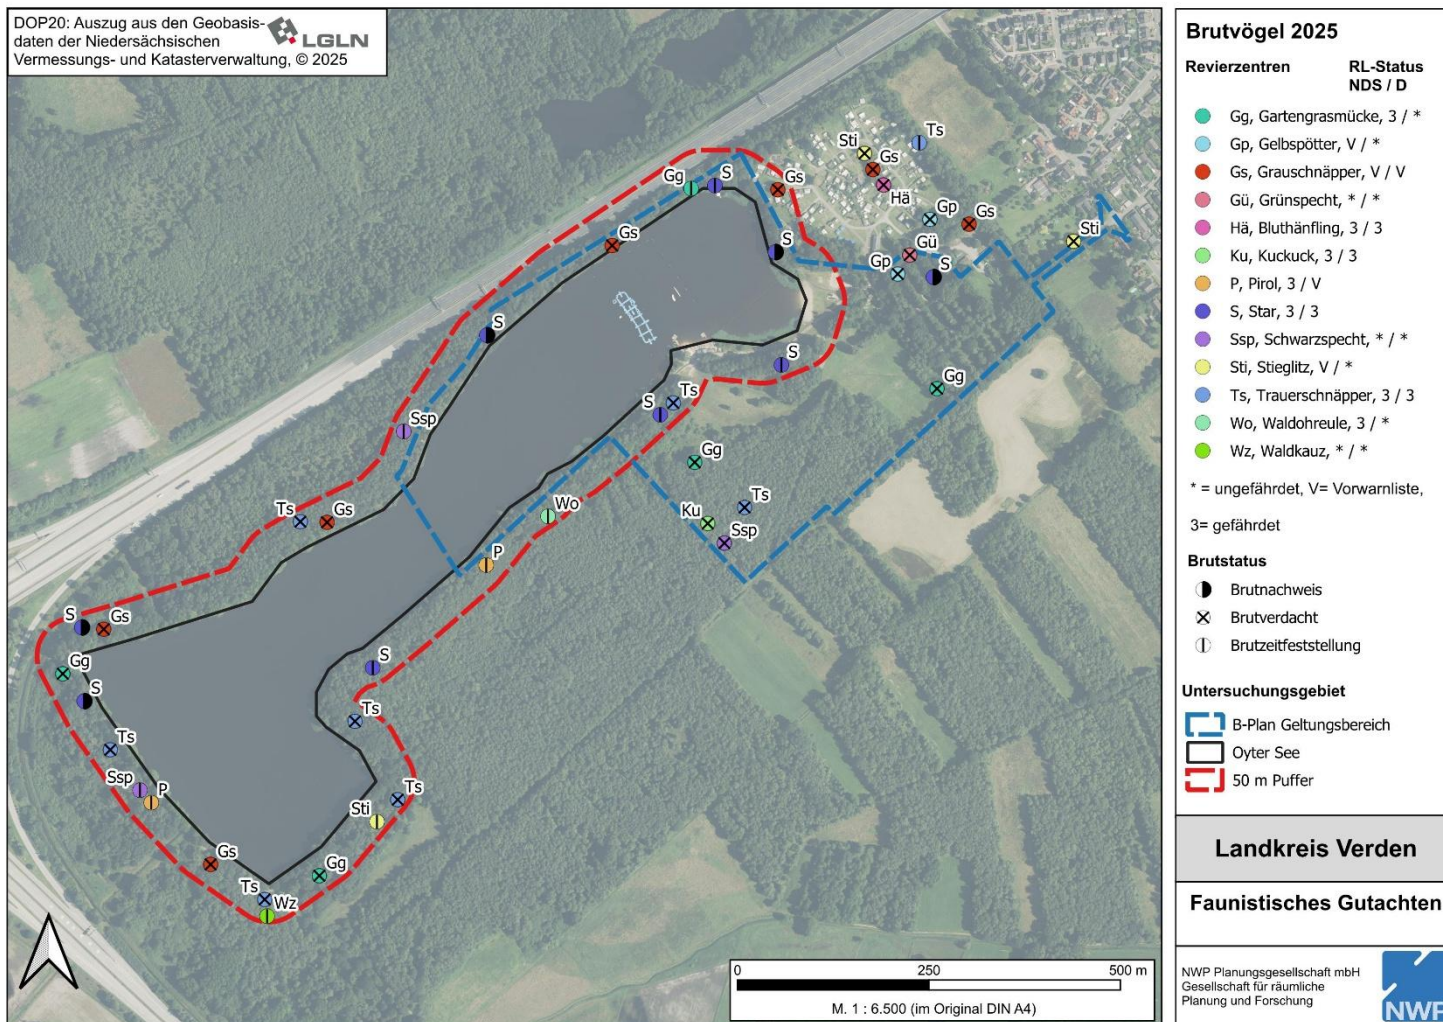 DOP20: Auszug aus den Geobasis-
daten der Niedersächsischen
Vermessungs- und Katasterverwaltung, © 2025
LGLN
Sti
Ts
Gs
Hä
Gg
S
Gs
Gp
Gs
Gs
S
Gü
Sti
Gp
S
S
S
Ts
S
Gg
Ssp
Gg
Ts
Gs
Wo
Ts
Ku
Ssp
P
S
Gs
Gg
S
S
Ts
Ts
Ssp
P
Ts
Sti
Gs
Gg
Ts
Wz
0
250
500 m
M. 1 : 6.500 (im Original DIN A4)
Brutvögel 2025
Revierzentren
RL-Status
NDS / D
Gg, Gartengrasmücke, 3 / *
Gp, Gelbspötter, V / *
Gs, Grauschnäpper, V / V
Gü, Grünspecht, * / *
Hä, Bluthänfling, 3 / 3
Ku, Kuckuck, 3 / 3
P, Pirol, 3 / V
S, Star, 3 / 3
Ssp, Schwarzspecht, * / *
Sti, Stieglitz, V / *
Ts, Trauerschnäpper, 3 / 3
Wo, Waldohreule, 3 / *
Wz, Waldkauz, * / *
* = ungefährdet, V= Vorwarnliste,
3= gefährdet
Brutstatus
Brutnachweis
Brutverdacht
Brutzeitfeststellung
Untersuchungsgebiet
B-Plan Geltungsbereich
Oyter See
50 m Puffer
Landkreis Verden
Faunistisches Gutachten
NWP Planungsgesellschaft mbH
Gesellschaft für räumliche
Planung und Forschung
NWP